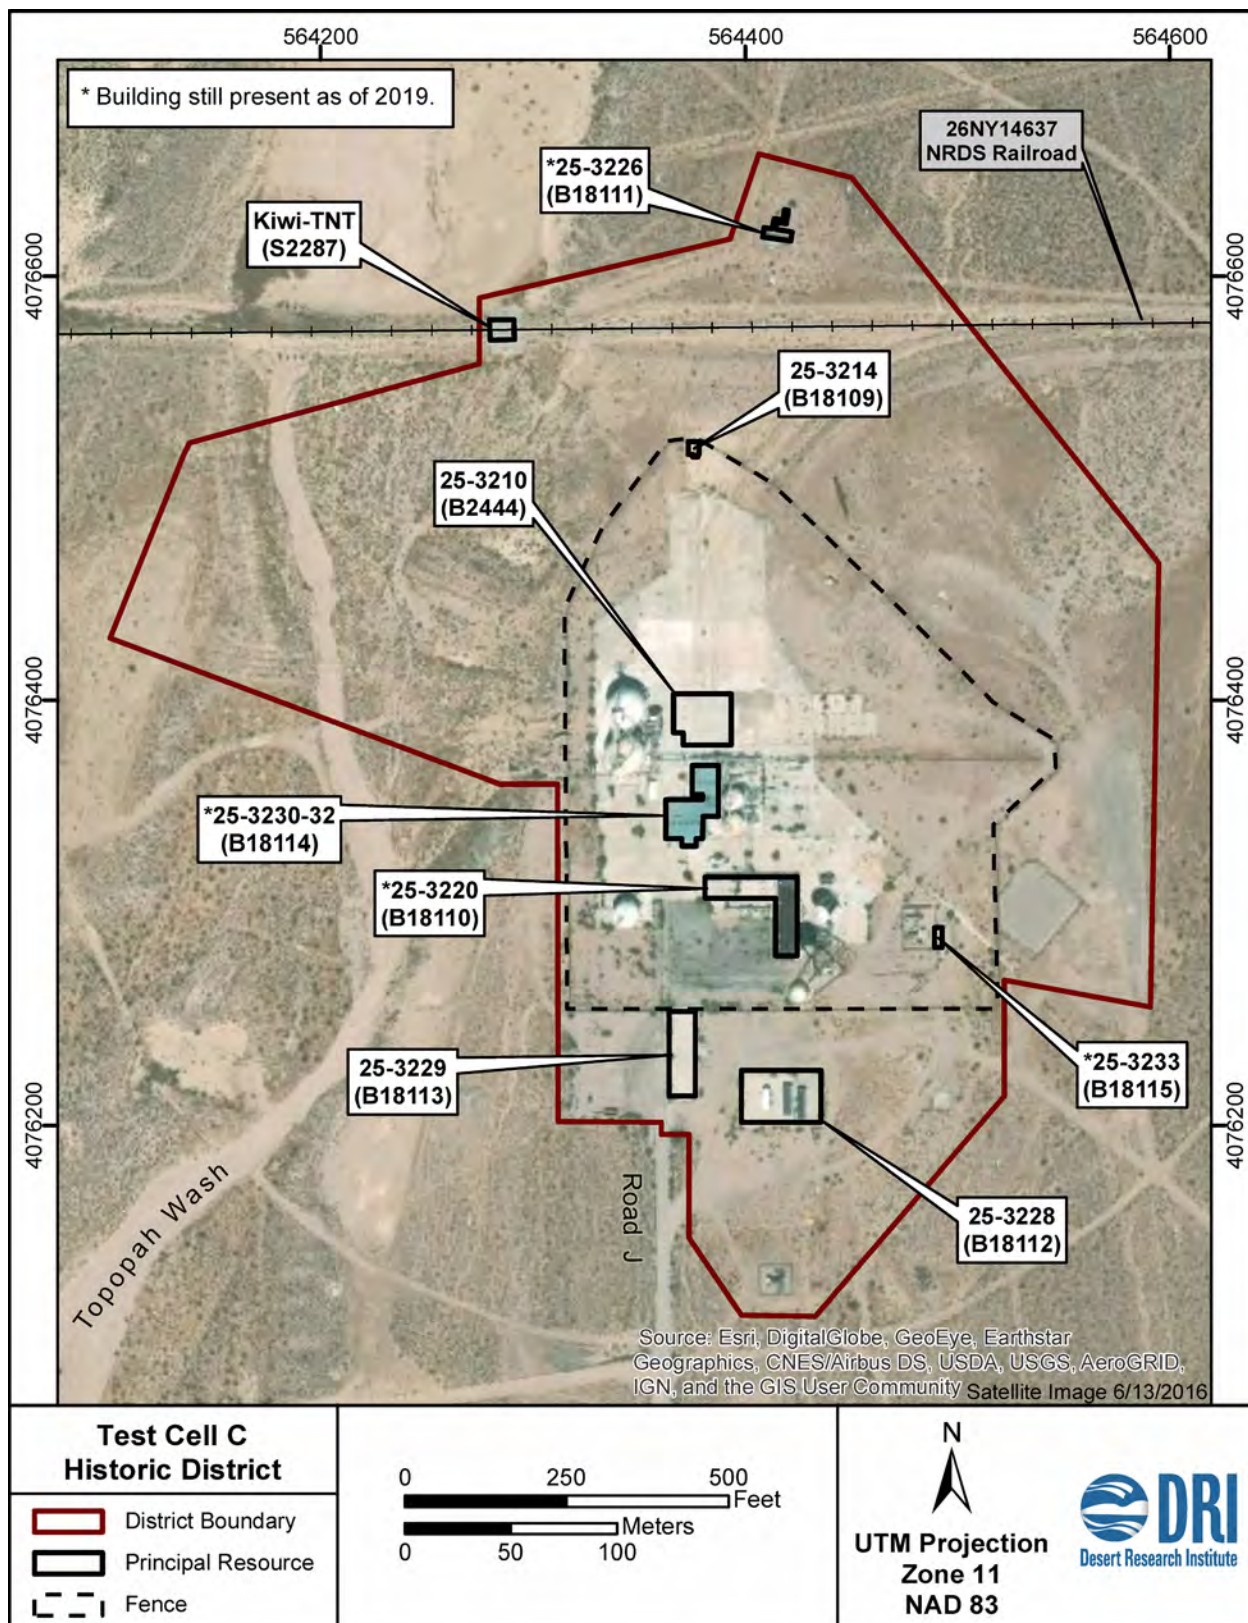 564200
564400
564600
* Building still present as of 2019.
26NY14637
NRDS Railroad
*25-3226
(B18111)
Kiwi-TNT
(S2287)
4076600
4076600
25-3214
(B18109)
25-3210
(B2444)
4076400
4076400
*25-3230-32
(B18114)
*25-3220
(B18110)
*25-3233
(B18115)
25-3229
(B18113)
4076200
4076200
25-3228
(B18112)
Road J
Topopah Wash
Source: Esri, DigitalGlobe, GeoEye, Earthstar
Geographics, CNES/Airbus DS, USDA, USGS, AeroGRID,
IGN, and the GIS User Community
Satellite Image 6/13/2016
Test Cell C
Historic District
District Boundary
Principal Resource
Fence
0 250 500
Feet
Meters
0 50 100
N
UTM Projection
Zone 11
NAD 83
DRI
Desert Research Institute